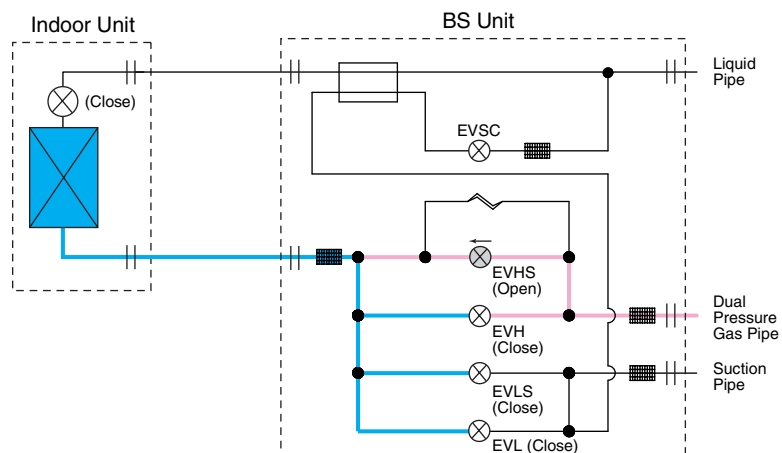 Indoor Unit
BS Unit
(Close)
Liquid
Pipe
EVSC
EVHS
(Open)
EVH
(Close)
Dual
Pressure
Gas Pipe
EVLS
(Close)
Suction
Pipe
EVL (Close)